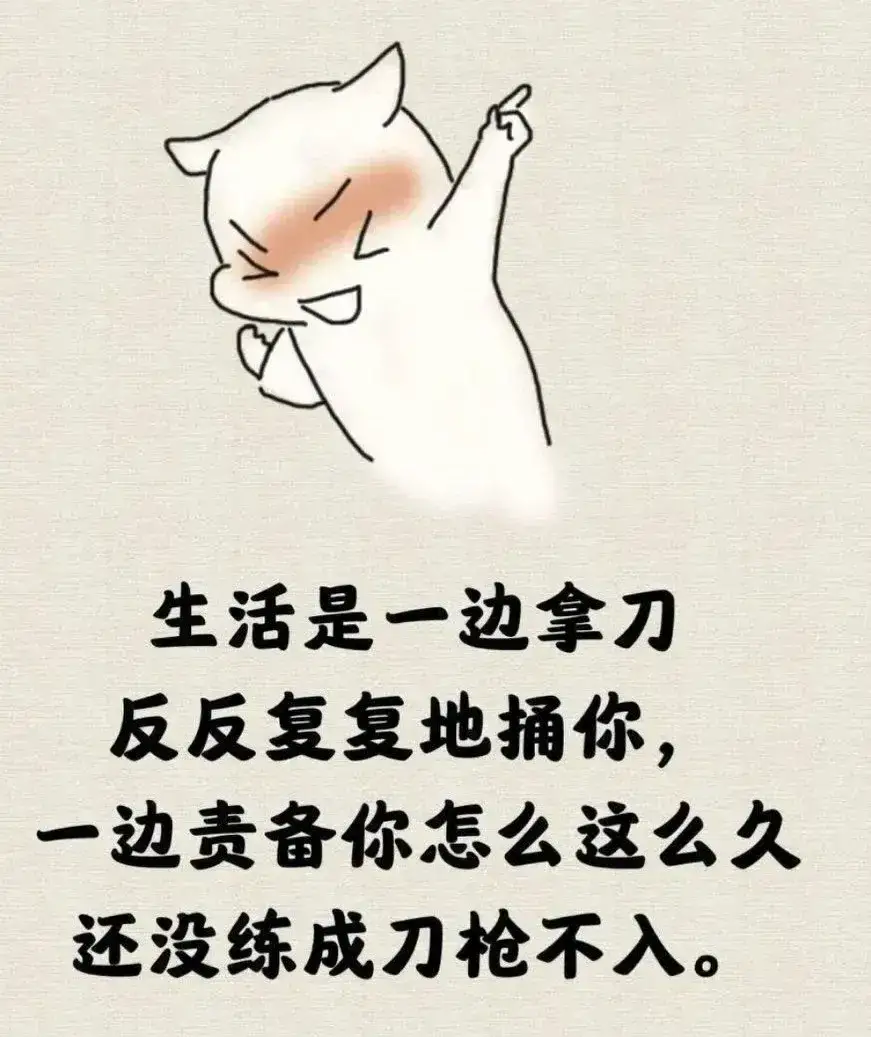 生活是一边拿刀
反反复复地捅你，
一边责备你怎么这么久
还没练成刀枪不入。